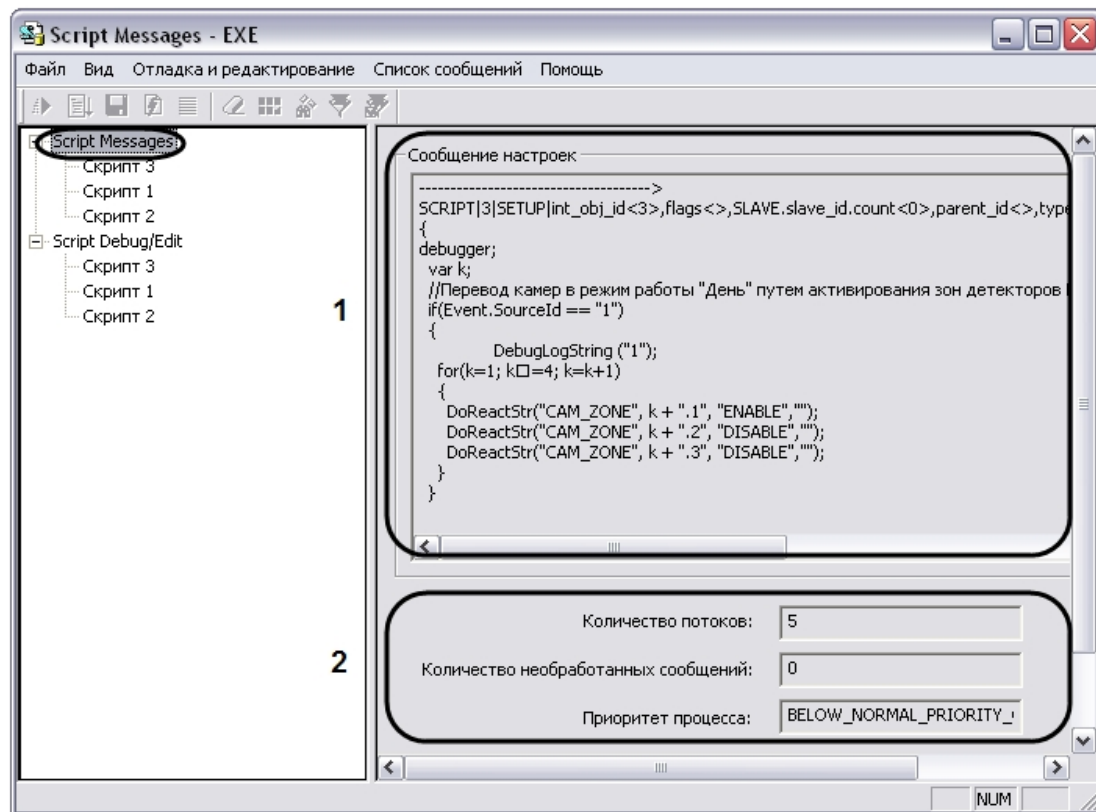 Script Messages - EXE
Файл Вид Отладка и редактирование Список сообщений Помощь
Script Messages
Скрипт 3
Скрипт 1
Скрипт 2
Script Debug/Edit
Скрипт 3
Скрипт 1
Скрипт 2
1
2
Сообщение настроек
------------------------------------->
SCRIPT|3|SETUP|int_obj_id<3>,flags<>,SLAVE.slave_id.count<0>,parent_id<>,type
{
debugger;
var k;
//Перевод камер в режим работы "День" путем активирования зон детекторов
if(Event.SourceId == "1")
{
DebugLogString ("1");
for(k=1; k□=4; k=k+1)
{
DoReactStr("CAM_ZONE", k + ".1", "ENABLE","");
DoReactStr("CAM_ZONE", k + ".2", "DISABLE","");
DoReactStr("CAM_ZONE", k + ".3", "DISABLE","");
}
}
Количество потоков: 5
Количество необработанных сообщений: 0
Приоритет процесса: BELOW_NORMAL_PRIORITY_
NUM